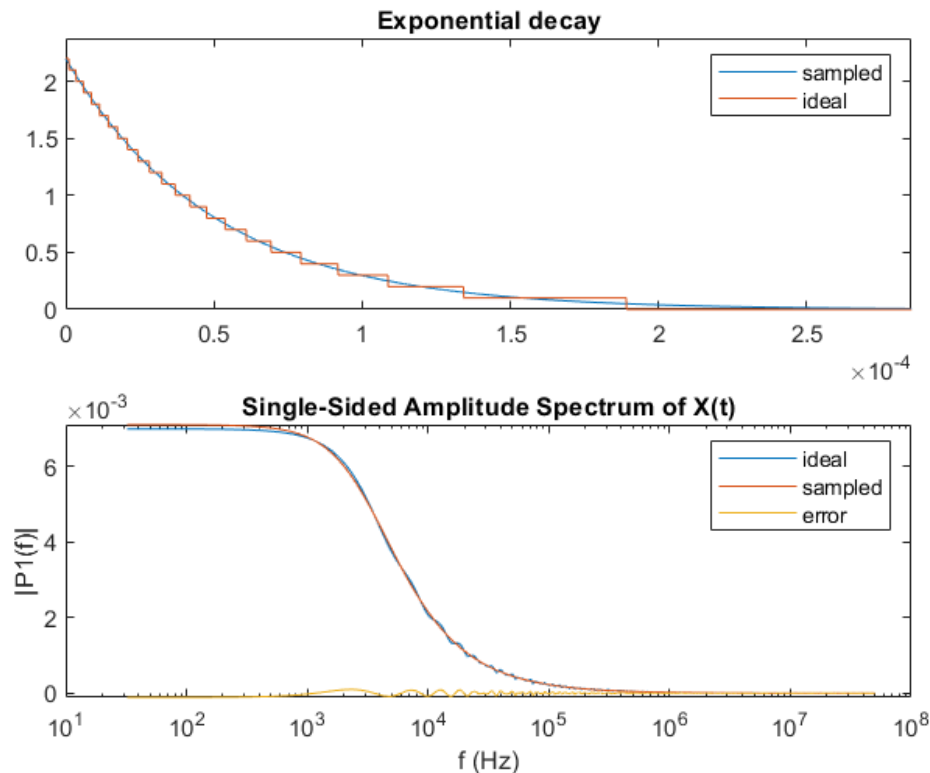 Exponential decay
2
1.5
1
0.5
0
sampled
ideal
0 0.5 1 1.5 2 2.5
×10-4
×10-3
Single-Sided Amplitude Spectrum of X(t)
6
4
2
0
|P1(f)|
ideal
sampled
error
10^1 10^2 10^3 10^4 10^5 10^6 10^7 10^8
f (Hz)